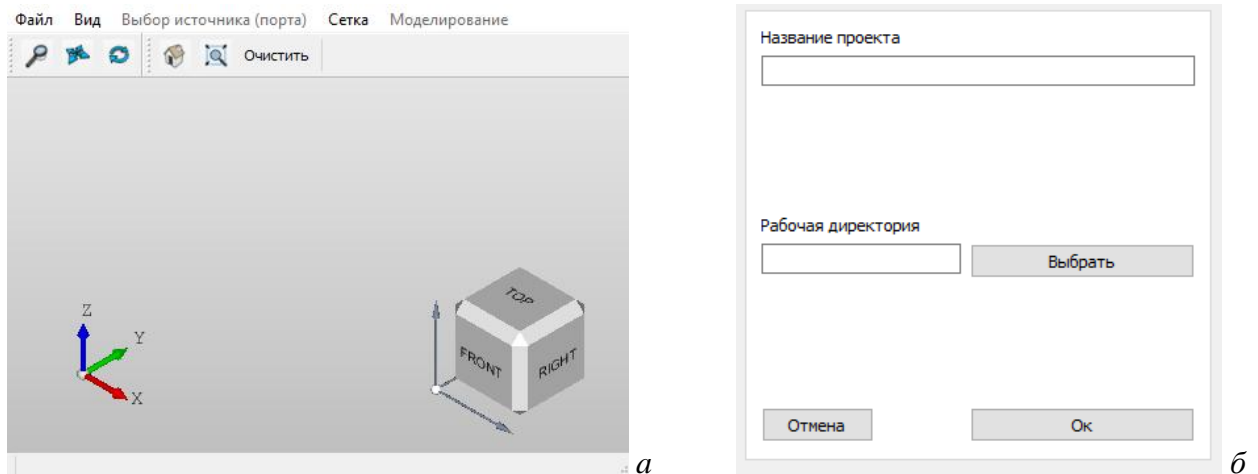 Файл Вид Выбор источника (порта) Сетка Моделирование
Очистить
TOP
FRONT
RIGHT
Z
Y
X
а
Название проекта
Рабочая директория
Выбрать
Отмена
Ок
б